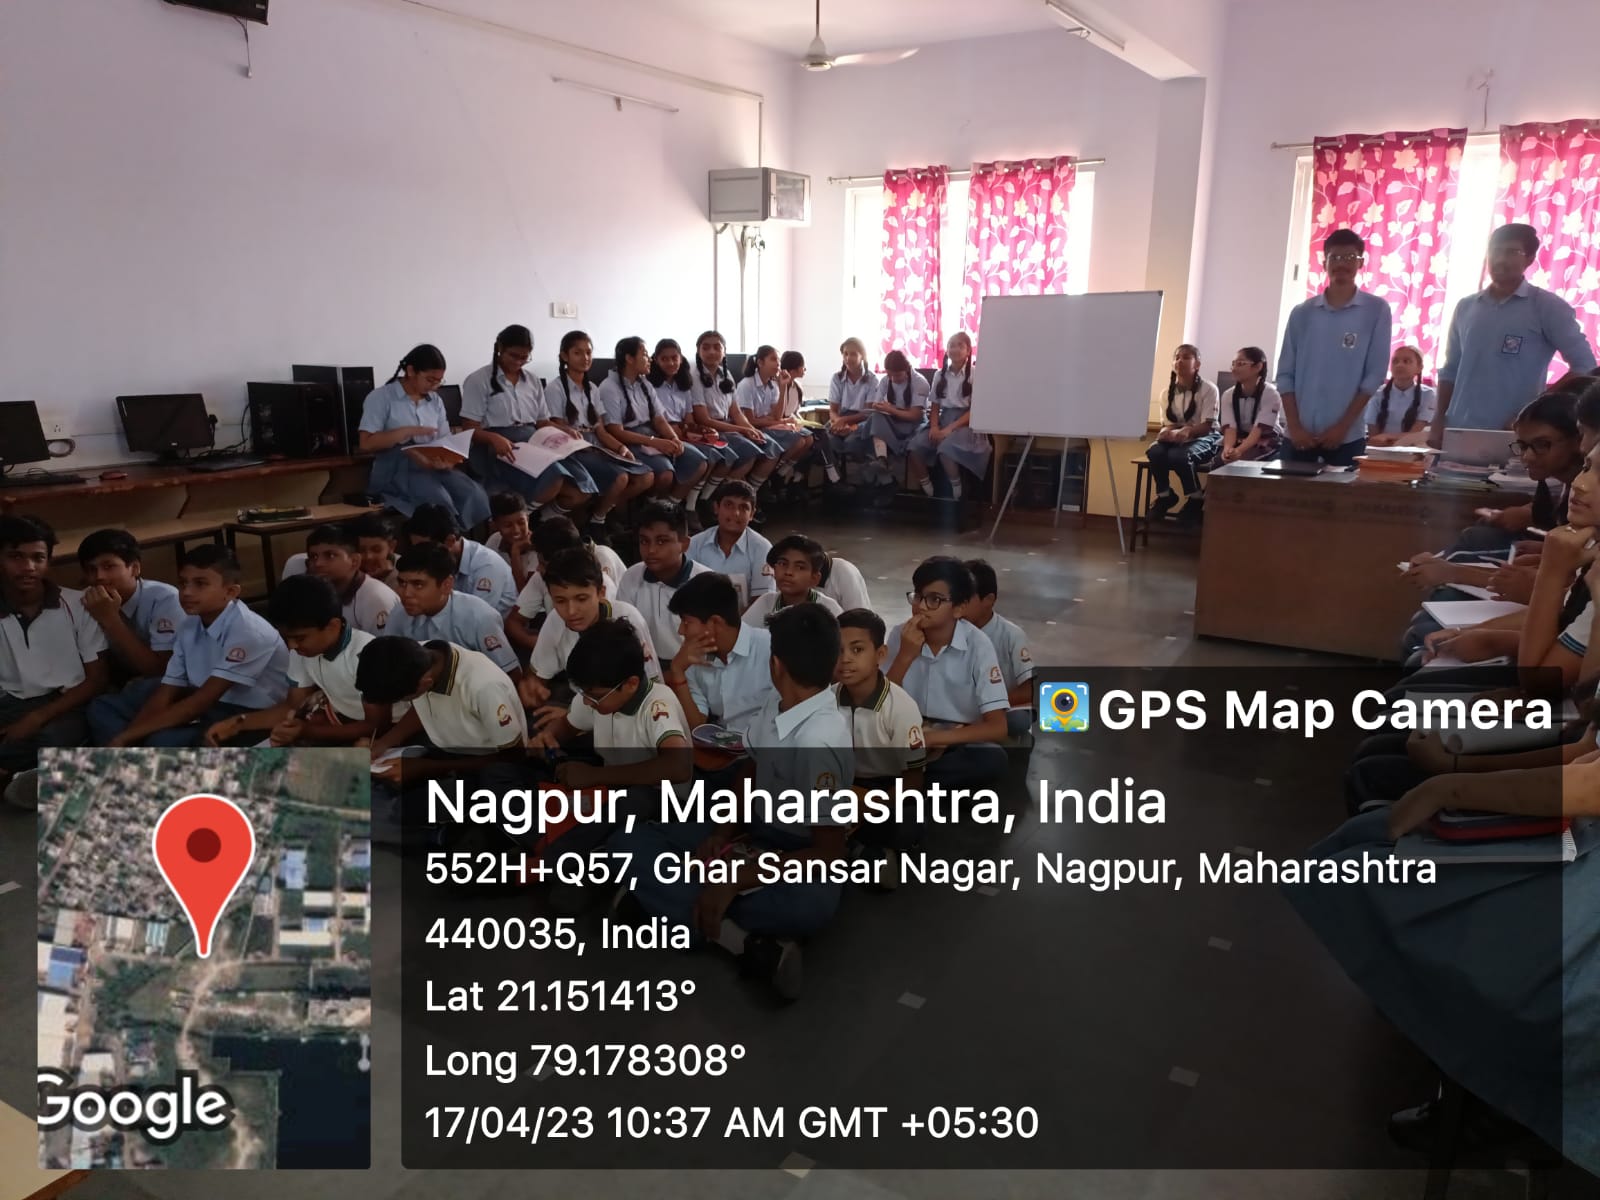 GPS Map Camera
Nagpur, Maharashtra, India
552H+Q57, Ghar Sansar Nagar, Nagpur, Maharashtra
440035, India
Lat 21.151413°
Long 79.178308°
17/04/23 10:37 AM GMT +05:30
Google